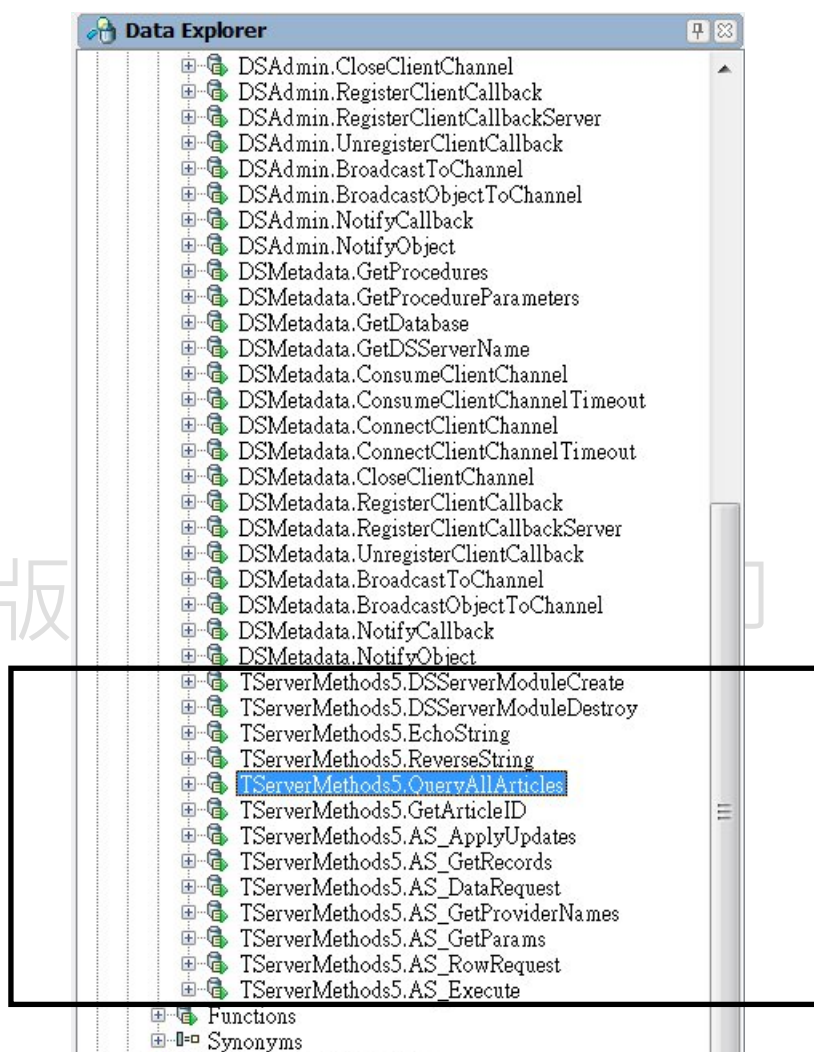 Data Explorer
DSAdmin.CloseClientChannel
DSAdmin.RegisterClientCallback
DSAdmin.RegisterClientCallbackServer
DSAdmin.UnregisterClientCallback
DSAdmin.BroadcastToChannel
DSAdmin.BroadcastObjectToChannel
DSAdmin.NotifyCallback
DSAdmin.NotifyObject
DSMetadata.GetProcedures
DSMetadata.GetProcedureParameters
DSMetadata.GetDatabase
DSMetadata.GetDSServerName
DSMetadata.ConsumeClientChannel
DSMetadata.ConsumeClientChannelTimeout
DSMetadata.ConnectClientChannel
DSMetadata.ConnectClientChannelTimeout
DSMetadata.CloseClientChannel
DSMetadata.RegisterClientCallback
DSMetadata.RegisterClientCallbackServer
DSMetadata.UnregisterClientCallback
DSMetadata.BroadcastToChannel
DSMetadata.BroadcastObjectToChannel
DSMetadata.NotifyCallback
DSMetadata.NotifyObject
TServerMethods5.DSServerModuleCreate
TServerMethods5.DSServerModuleDestroy
TServerMethods5.EchoString
TServerMethods5.ReverseString
TServerMethods5.QueryAllArticles
TServerMethods5.GetArticleID
TServerMethods5.AS_ApplyUpdates
TServerMethods5.AS_GetRecords
TServerMethods5.AS_DataRequest
TServerMethods5.AS_GetProviderNames
TServerMethods5.AS_GetParams
TServerMethods5.AS_RowRequest
TServerMethods5.AS_Execute
Functions
Synonyms
版